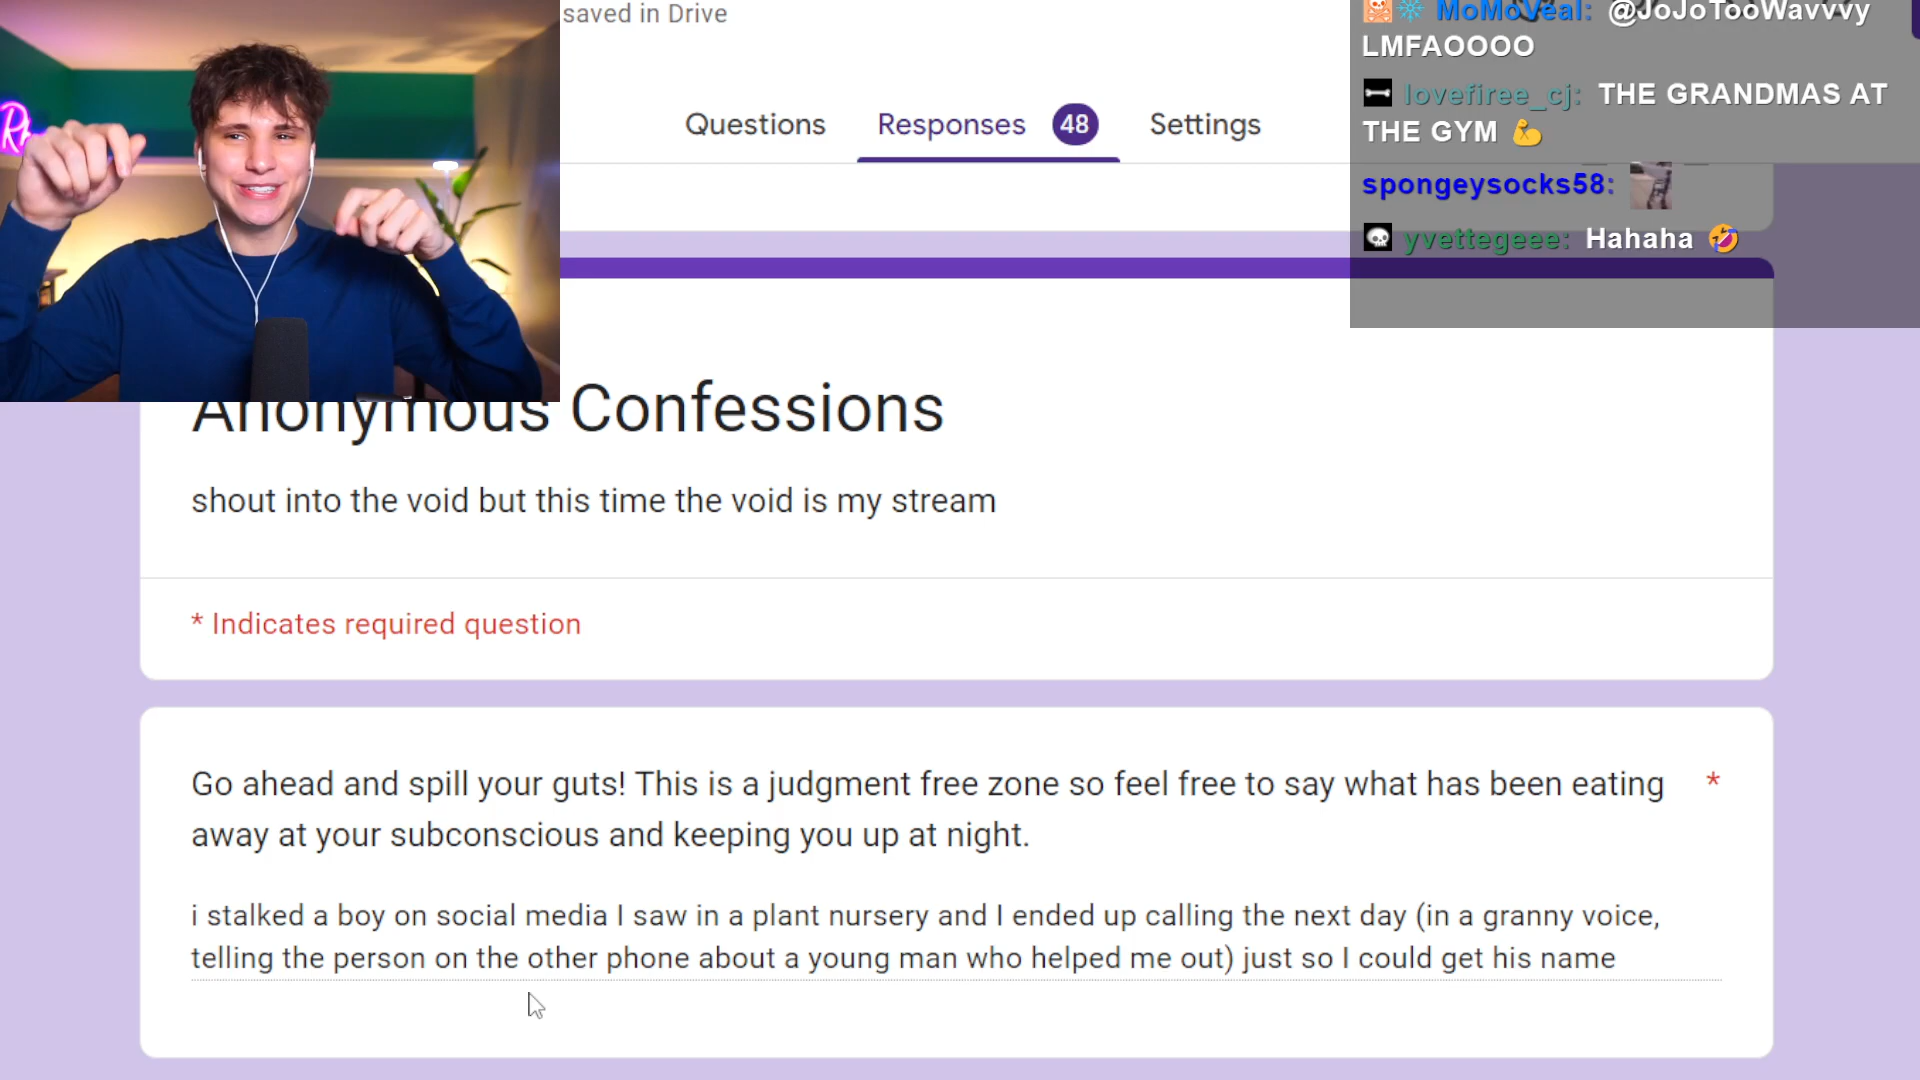 saved in Drive
Questions
Responses
48
Settings
MoMoVeal: @JoJoTooWavvvy
LMFAOOOO
lovefiree_cj: THE GRANDMAS AT
THE GYM 💪
spongeysocks58:
yvettegeee: Hahaha 🤣
Anonymous Confessions
shout into the void but this time the void is my stream
* Indicates required question
Go ahead and spill your guts! This is a judgment free zone so feel free to say what has been eating *
away at your subconscious and keeping you up at night.
i stalked a boy on social media I saw in a plant nursery and I ended up calling the next day (in a granny voice,
telling the person on the other phone about a young man who helped me out) just so I could get his name